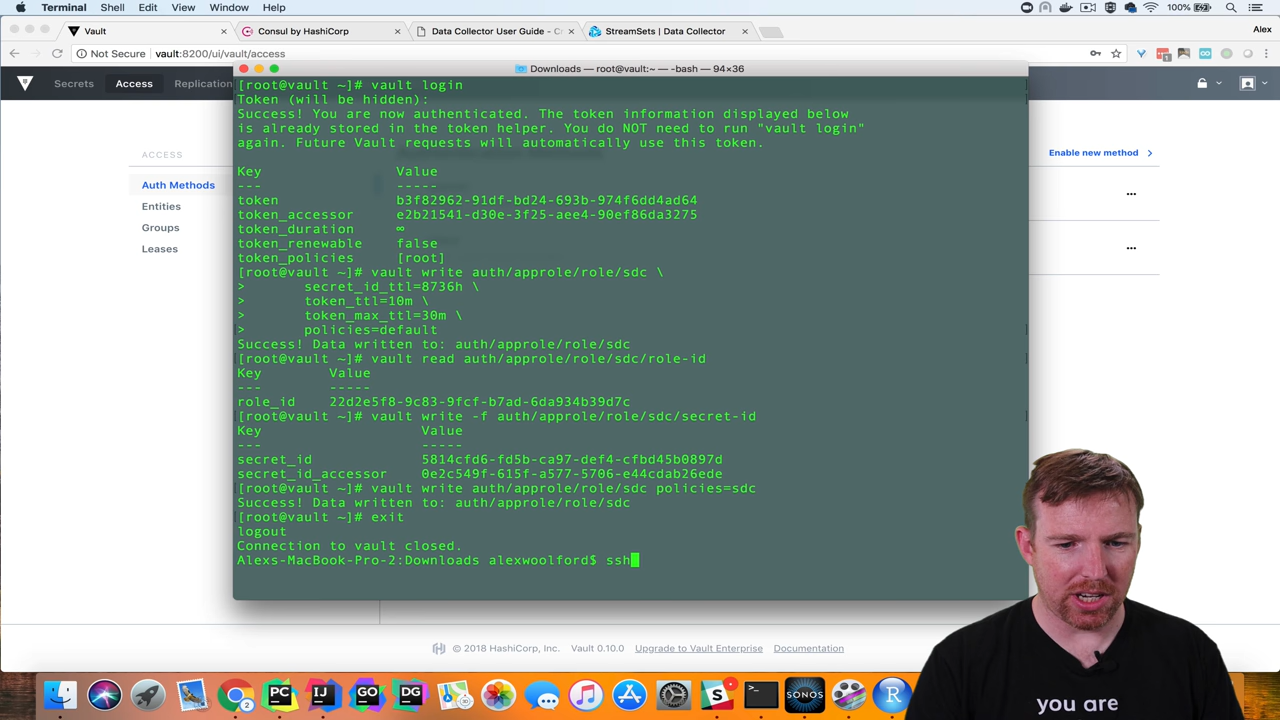 Terminal Shell Edit View Window Help
100%
Vault
Consul by HashiCorp
Data Collector User Guide - C
StreamSets | Data Collector
Alex
Not Secure vault:8200/ui/vault/access
Secrets Access Replication
Downloads — root@vault:~ — -bash — 94×36
[root@vault ~]# vault login
Token (will be hidden):
Success! You are now authenticated. The token information displayed below
is already stored in the token helper. You do NOT need to run "vault login"
again. Future Vault requests will automatically use this token.
ACCESS
Enable new method
Auth Methods
Entities
Groups
Leases
Key Value
--- -----
token b3f82962-91df-bd24-693b-974f6dd4ad64
token_accessor e2b21541-d30e-3f25-aee4-90ef86da3275
token_duration ∞
token_renewable false
token_policies [root]
[root@vault ~]# vault write auth/approle/role/sdc \
> secret_id_ttl=8736h \
> token_ttl=10m \
> token_max_ttl=30m \
> policies=default
Success! Data written to: auth/approle/role/sdc
[root@vault ~]# vault read auth/approle/role/sdc/role-id
Key Value
--- -----
role_id 22d2e5f8-9c83-9fcf-b7ad-6da934b39d7c
[root@vault ~]# vault write -f auth/approle/role/sdc/secret-id
Key Value
--- -----
secret_id 5814cfd6-fd5b-ca97-def4-cfbd45b0897d
secret_id_accessor 0e2c549f-615f-a577-5706-e44cdab26ede
[root@vault ~]# vault write auth/approle/role/sdc policies=sdc
Success! Data written to: auth/approle/role/sdc
[root@vault ~]# exit
logout
Connection to vault closed.
Alexs-MacBook-Pro-2:Downloads alexwoolford$ ssh
© 2018 HashiCorp, Inc. Vault 0.10.0 Upgrade to Vault Enterprise Documentation
PC IJ GO DG
SONOS
R
2
you are